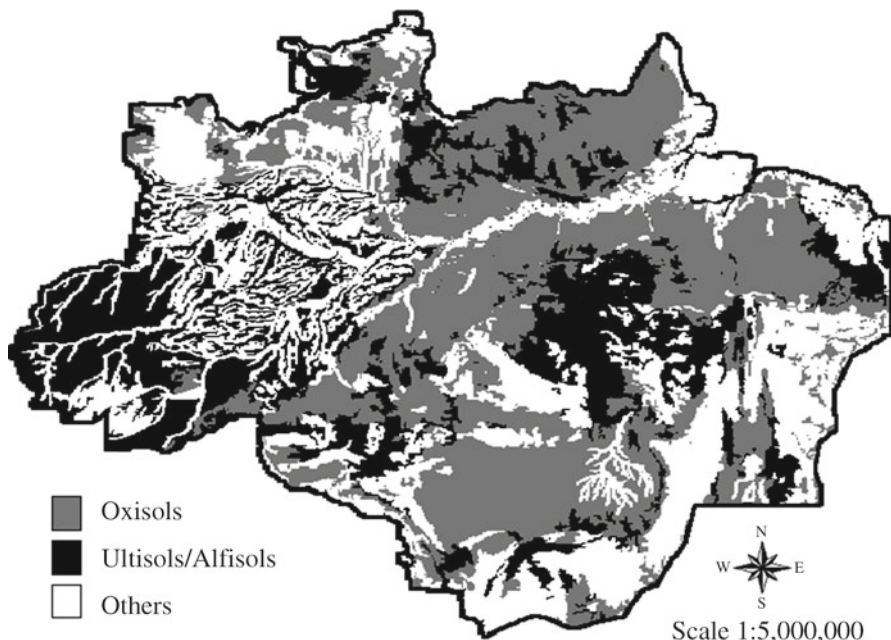 Oxisols
Ultisols/Alfisols
Others
N
W E
S
Scale 1:5,000,000